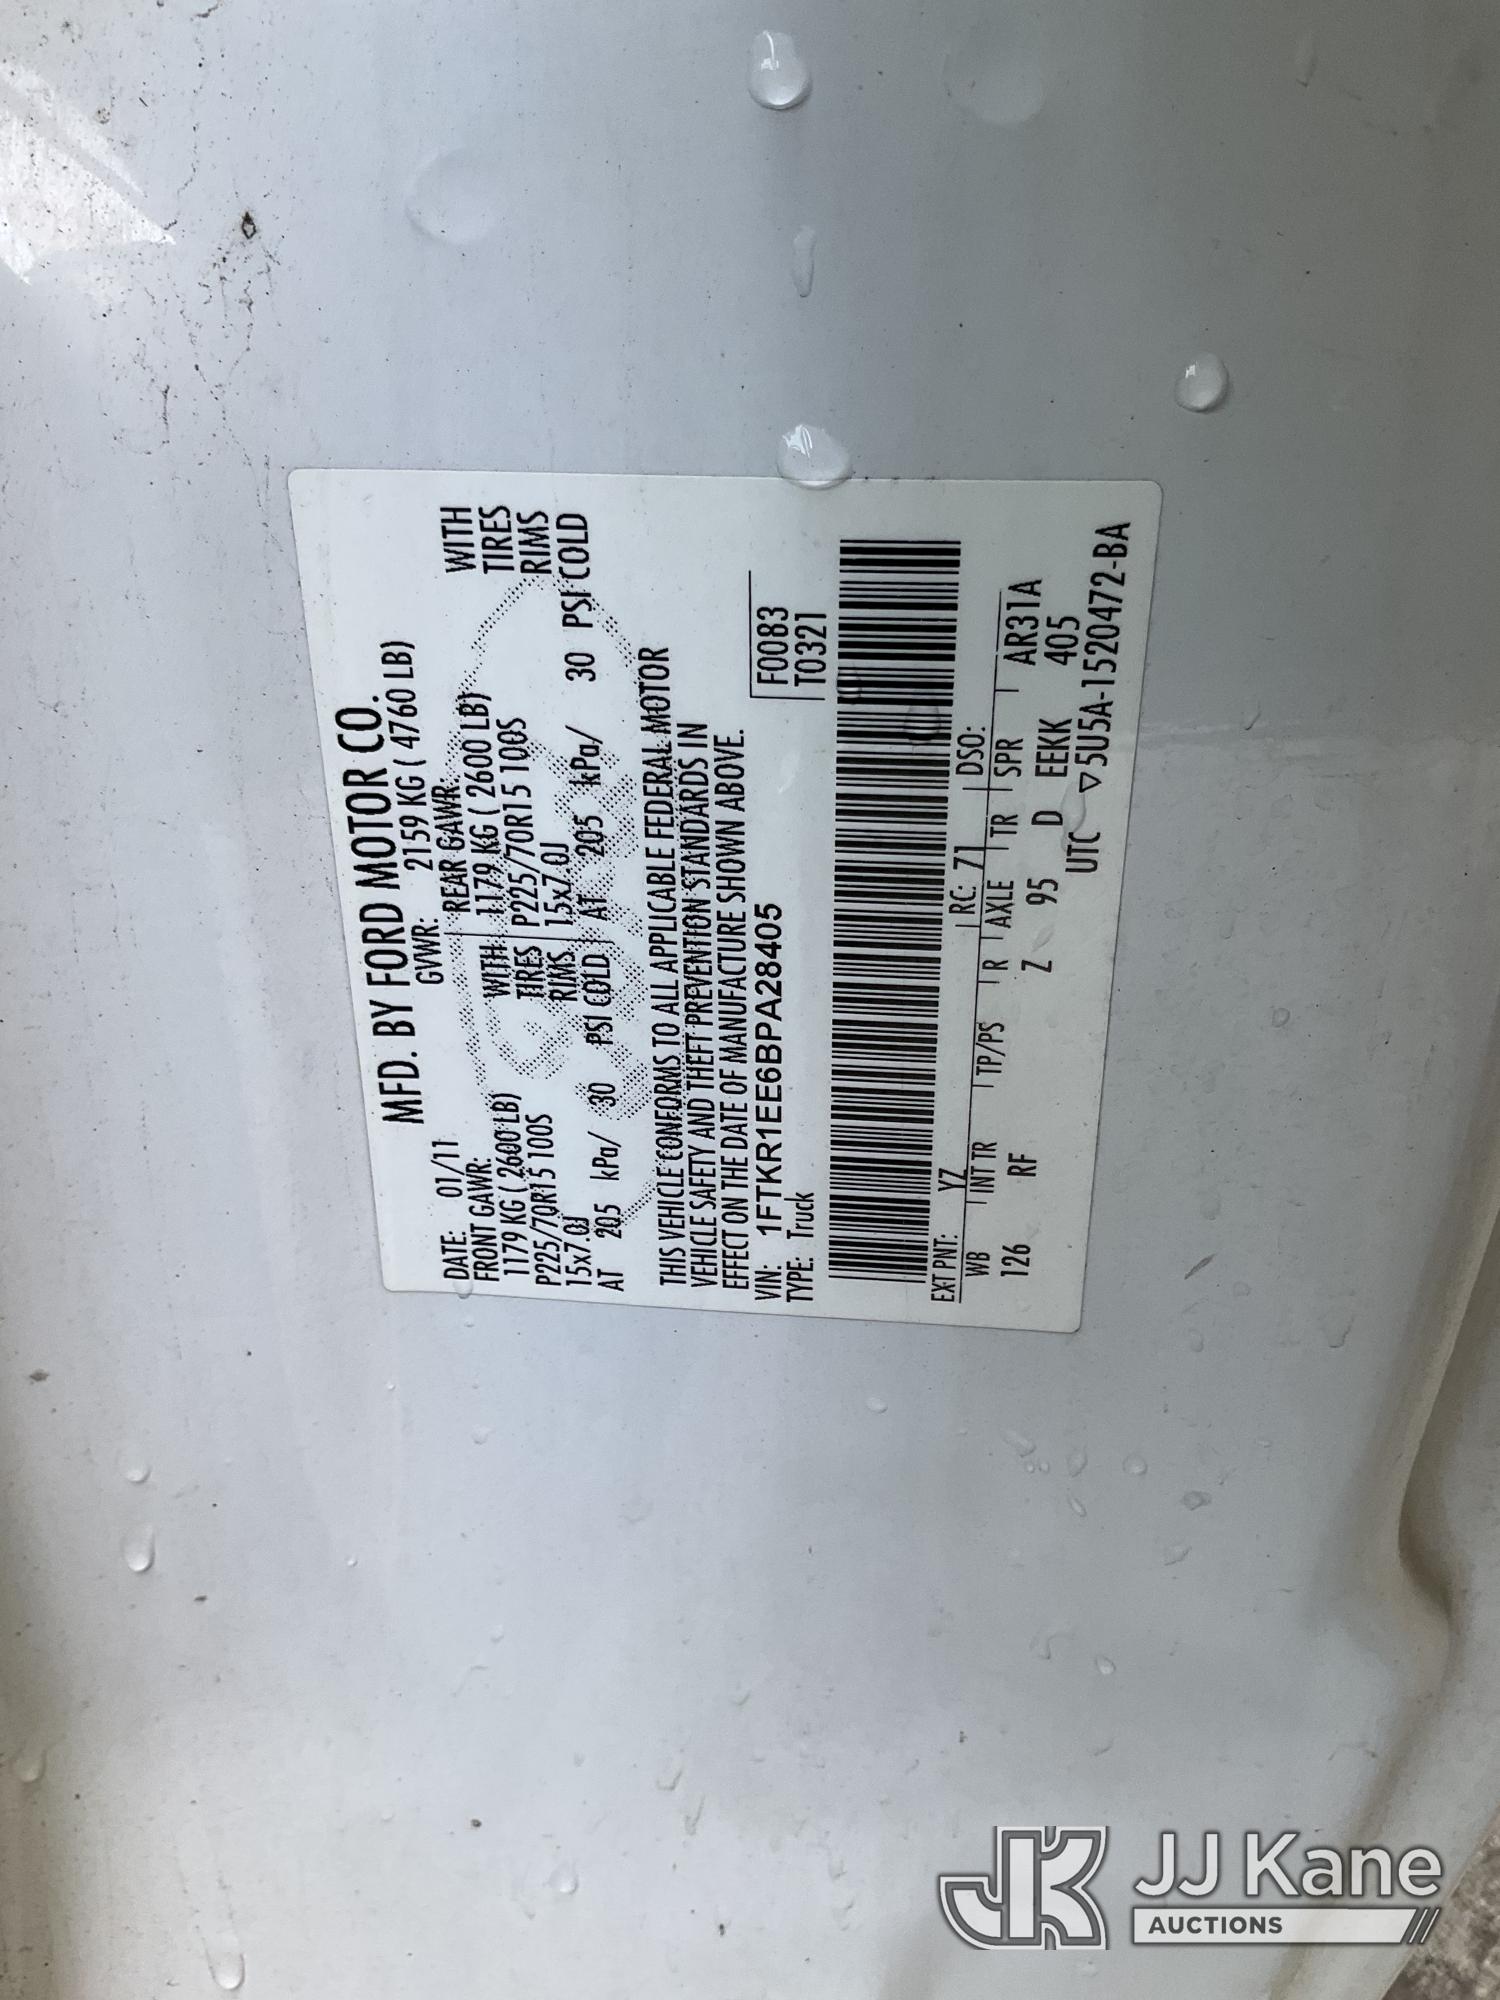 MFD. BY FORD MOTOR CO.
DATE: 01/11 GVWR: 2159 KG ( 4760 LB)
FRONT GAWR: REAR GAWR:
1179 KG ( 2600 LB) WITH 1179 KG ( 2600 LB) WITH
P225/70R15 100S TIRES P225/70R15 100S TIRES
15x7.0J RIMS 15x7.0J RIMS
AT 205 kPa/ 30 PSI COLD AT 205 kPa/ 30 PSI COLD
THIS VEHICLE CONFORMS TO ALL APPLICABLE FEDERAL MOTOR
VEHICLE SAFETY AND THEFT PREVENTION STANDARDS IN
EFFECT ON THE DATE OF MANUFACTURE SHOWN ABOVE.
VIN: 1FTKR1EE6BPA28405 F0083
TYPE: Truck T0321
EXT PNT: YZ RC: 71 DSO:
WB INT TR TP/PS R AXLE TR SPR
126 RF Z 95 D EEKK AR31A
405
UTC ▽5U5A-1520472-BA
JK JJ Kane
AUCTIONS